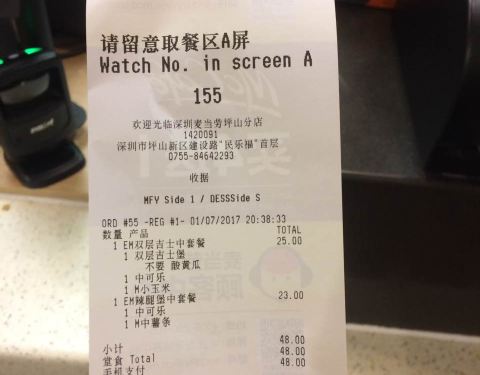 请留意取餐区A屏
Watch No. in screen A
155
欢迎光临深圳麦当劳坪山分店
1420091
深圳市坪山新区建设路"民乐福"首层
0755-84642293
收据
MFY Side 1 / DESSSide S
ORD #55 -REG #1- 01/07/2017 20:38:33
数量 产品 TOTAL
1 EM双层吉士中套餐 25.00
1 双层吉士堡
不要 酸黄瓜
1 中可乐
1 M小玉米
1 EM辣腿堡中套餐 23.00
1 中可乐
1 M中薯条
小计 48.00
堂食 Total 48.00
手机支付 48.00